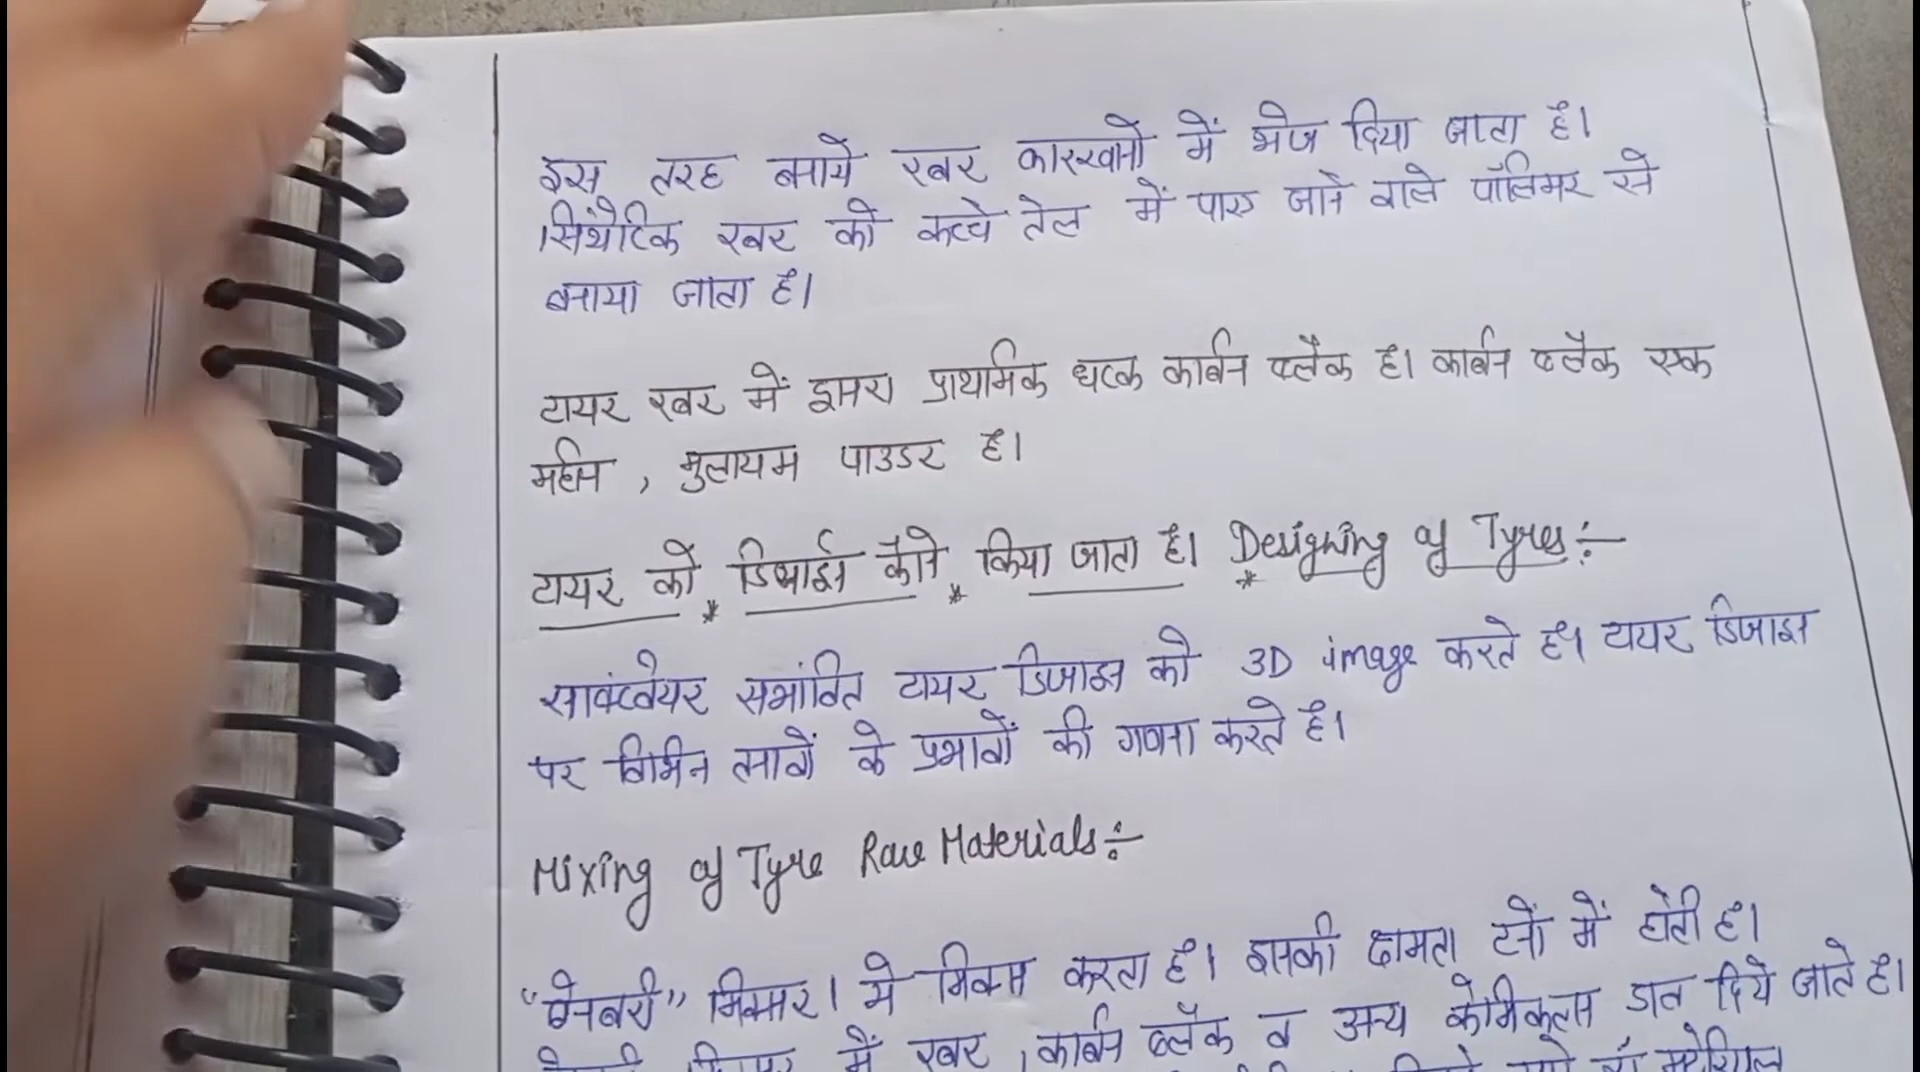 इस तरह बनाये रबर कारखानों में भेज दिया जाता है।
सिंथेटिक रबर को कच्चे तेल में पाए जाने वाले पॉलिमर से
बनाया जाता है।
टायर रबर में दूसरा प्राथमिक घटक कार्बन ब्लैक है। कार्बन ब्लैक एक
महीन , मुलायम पाउडर है।
टायर को डिजाईन कैसे किया जाता है। Designing of Tyres :-
साफ्टवेयर संभावित टायर डिजाइन को 3D image करते है। टायर डिजाइन
पर विभिन्न के प्रभावों की गणना करते है।
Mixing of Tyre Raw Materials :-
"बेनबरी" मिक्सर। में मिक्स करता है। इसकी क्षमता टनों में होती है।
में रबर , कार्बन ब्लैक व अन्य केमिकल्स डाल दिये जाते है।